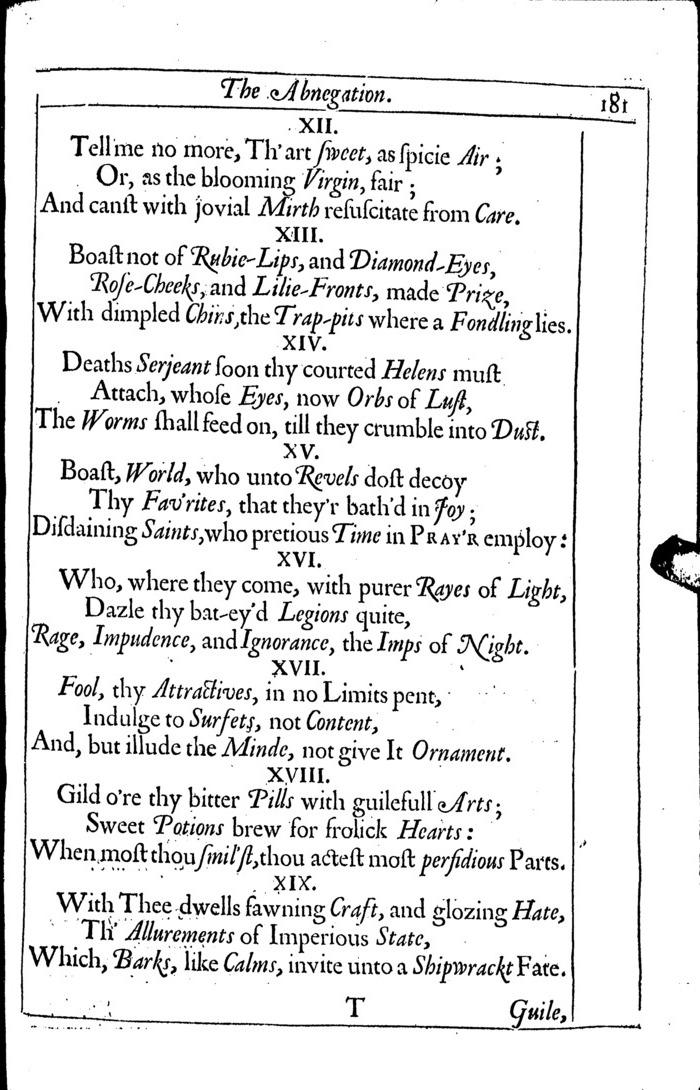 The Abnegation. 181
XII.
Tell me no more, Th'art ſweet, as ſpicie Air;
Or, as the blooming Virgin, fair;
And canſt with jovial Mirth reſuſcitate from Care.
XIII.
Boaſt not of Rubie-Lips, and Diamond-Eyes,
Roſe-Cheeks, and Lilie-Fronts, made Prize,
With dimpled Chins, the Trap-pits where a Fondling lies.
XIV.
Deaths Serjeant ſoon thy courted Helens muſt
Attach, whoſe Eyes, now Orbs of Luſt,
The Worms ſhall feed on, till they crumble into Duſt.
XV.
Boaſt, World, who unto Revels doſt decoy
Thy Fav'rites, that they'r bath'd in Joy;
Diſdaining Saints, who pretious Time in PRAY'R employ:
XVI.
Who, where they come, with purer Rayes of Light,
Dazle thy bat-ey'd Legions quite,
Rage, Impudence, and Ignorance, the Imps of Night.
XVII.
Fool, thy Attractives, in no Limits pent,
Indulge to Surfets, not Content,
And, but illude the Minde, not give It Ornament.
XVIII.
Gild o're thy bitter Pills with guilefull Arts;
Sweet Potions brew for frolick Hearts:
When moſt thou ſmil'ſt, thou acteſt moſt perfidious Parts.
XIX.
With Thee dwells fawning Craft, and glozing Hate,
Th' Allurements of Imperious State,
Which, Barks, like Calms, invite unto a Shipwrackt Fate.
T Guile,